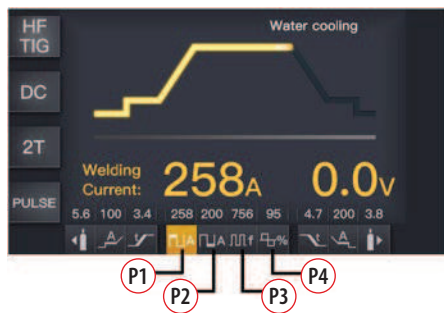 HF
TIG
Water cooling
DC
2T
PULSE
Welding
Current:
258A
0.0V
5.6 100 3.4 258 200 756 95 4.7 200 3.8
A A A f % A
P1
P2
P3
P4